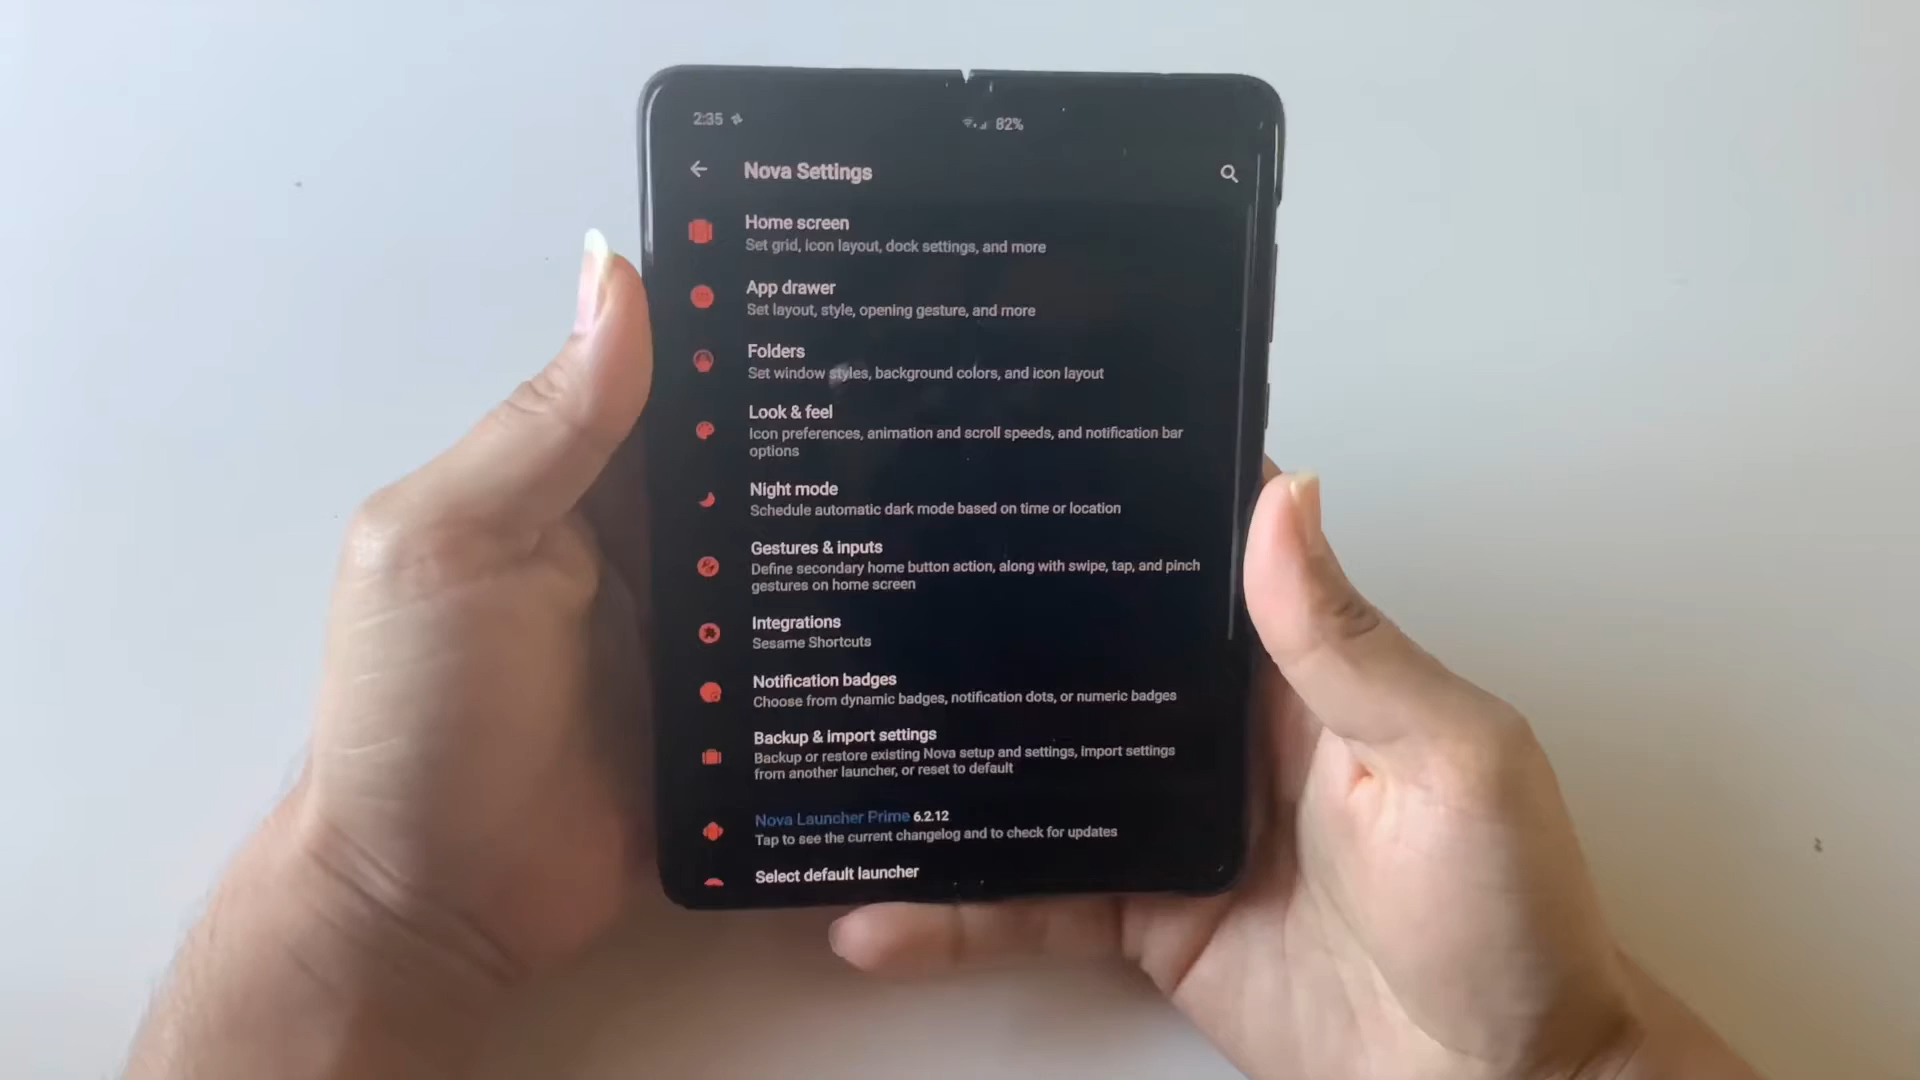 2:35
82%
Nova Settings
Home screen
Set grid, icon layout, dock settings, and more
App drawer
Set layout, style, opening gesture, and more
Folders
Set window styles, background colors, and icon layout
Look & feel
Icon preferences, animation and scroll speeds, and notification bar
options
Night mode
Schedule automatic dark mode based on time or location
Gestures & inputs
Define secondary home button action, along with swipe, tap, and pinch
gestures on home screen
Integrations
Sesame Shortcuts
Notification badges
Choose from dynamic badges, notification dots, or numeric badges
Backup & import settings
Backup or restore existing Nova setup and settings, import settings
from another launcher, or reset to default
Nova Launcher Prime 6.2.12
Tap to see the current changelog and to check for updates
Select default launcher